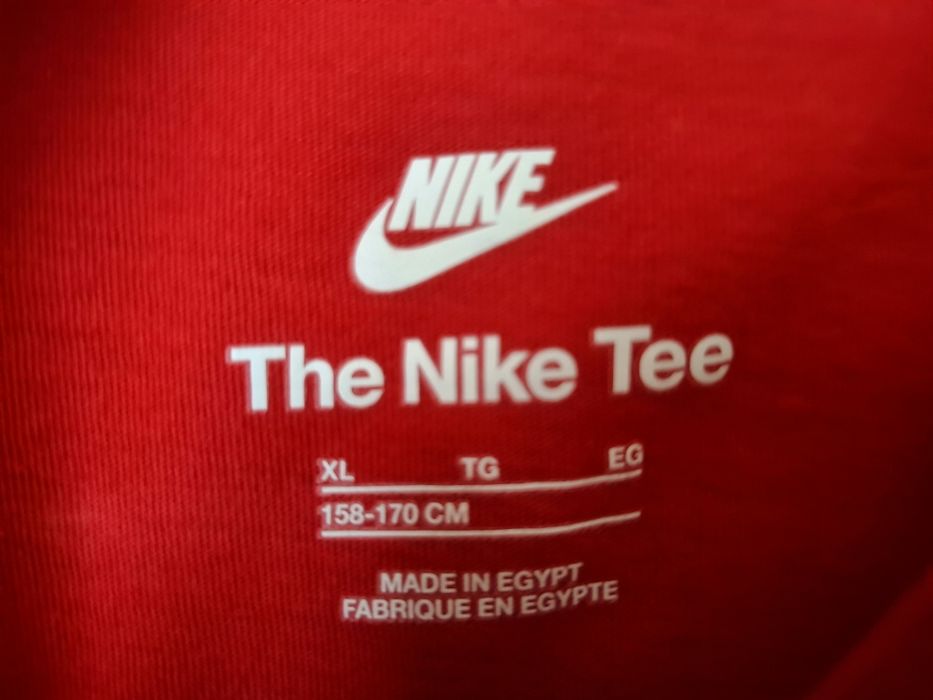 NIKE
The Nike Tee
XL TG EG
158-170 CM
MADE IN EGYPT
FABRIQUE EN EGYPTE